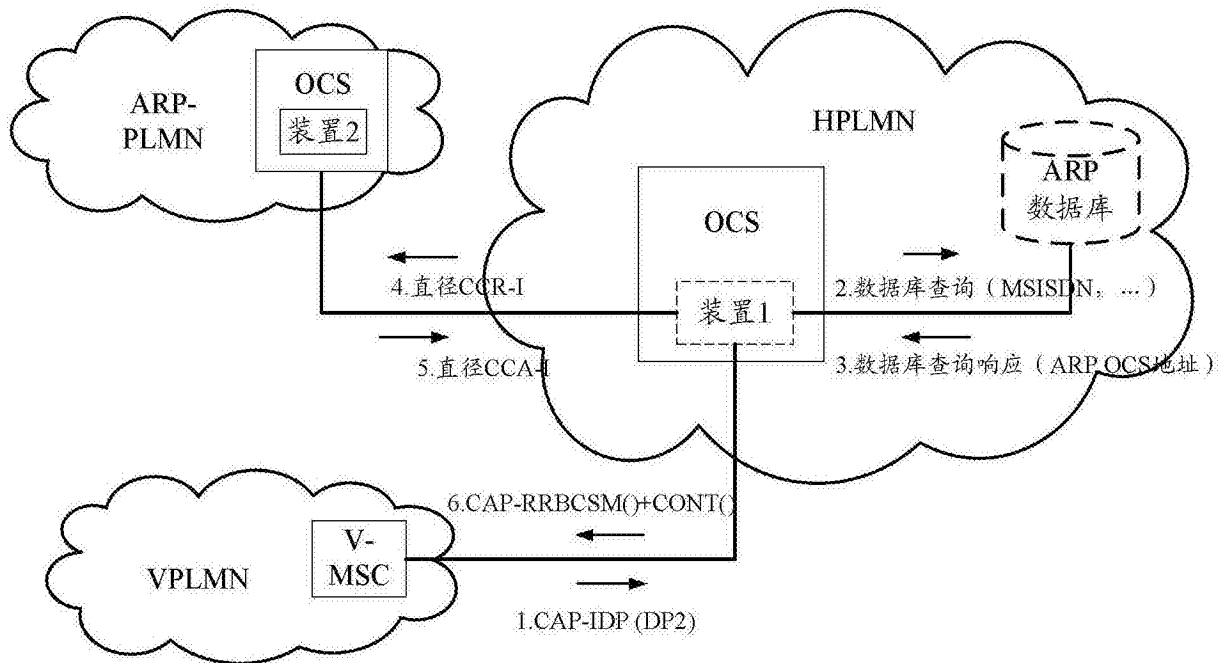 ARP-
PLMN
OCS
装置2
HPLMN
OCS
装置1
ARP
数据库
4.直径CCR-I
5.直径CCA-I
2.数据库查询（MSISDN，...）
3.数据库查询响应（ARP OCS地址）
6.CAP-RRBCSM()+CONT()
VPLMN
V-
MSC
1.CAP-IDP (DP2)